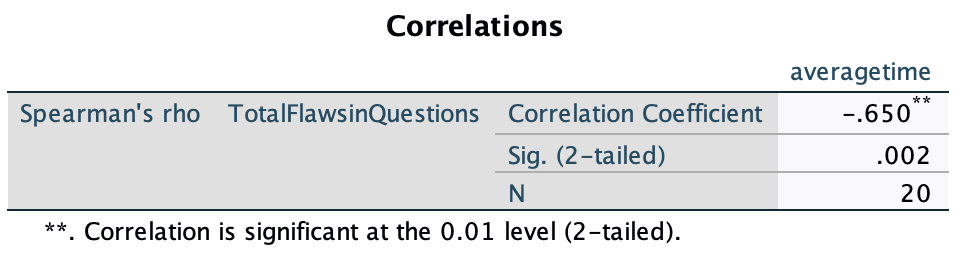 Correlations
averagetime
Spearman's rho TotalFlawsinQuestions Correlation Coefficient -.650**
Sig. (2-tailed) .002
N 20
**. Correlation is significant at the 0.01 level (2-tailed).